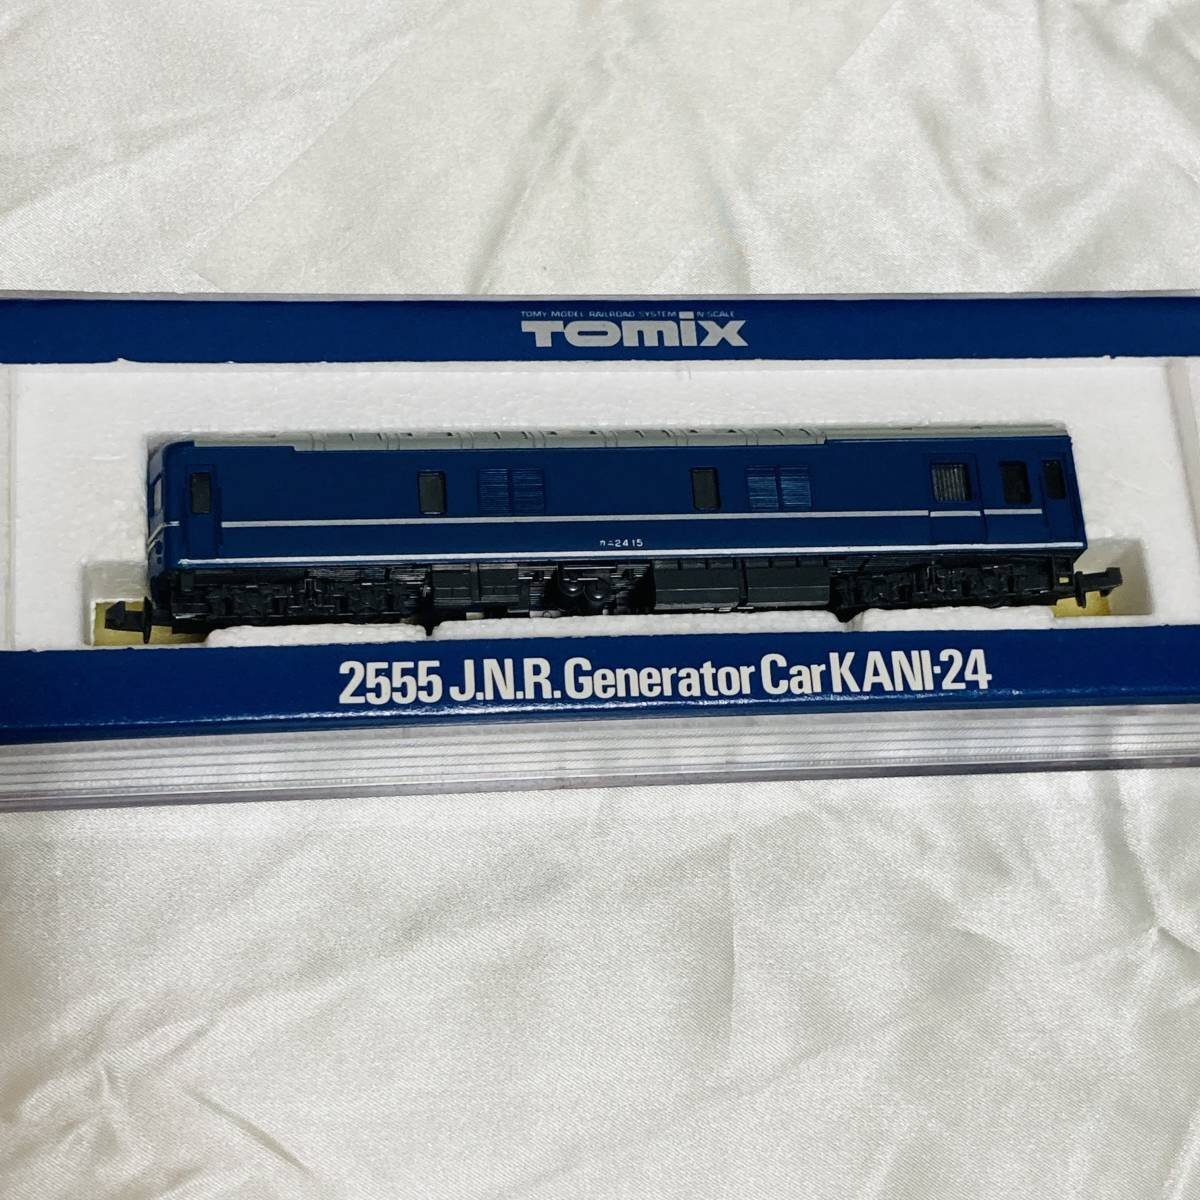 TOMY MODEL RAILROAD SYSTEM N-SCALE
TOMIX
カニ24 15
2555 J.N.R. Generator Car KANI-24